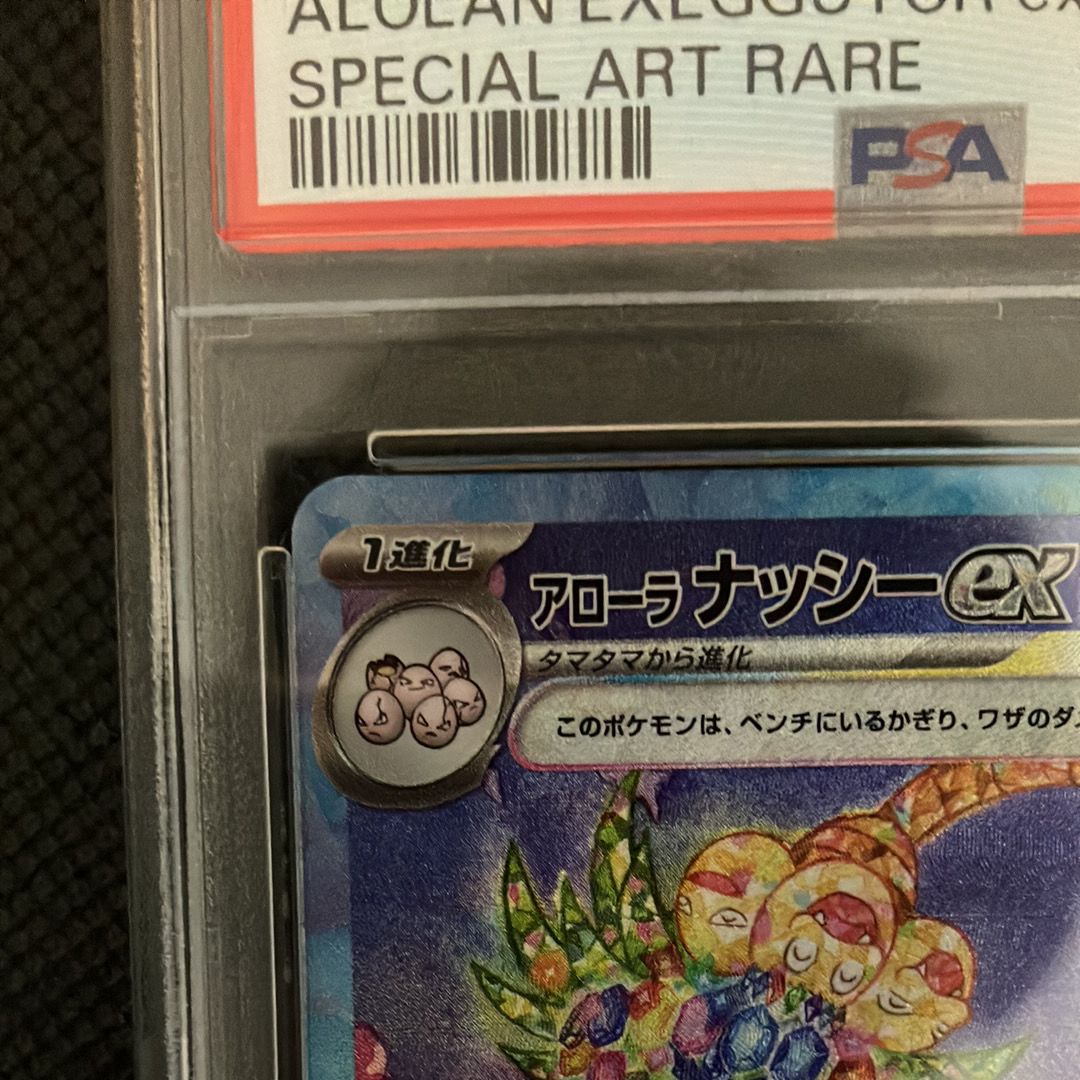 ALOLAN EXEGGUTOR ex
SPECIAL ART RARE
PSA
1進化
アローラ ナッシーex
タマタマから進化
このポケモンは、ベンチにいるかぎり、ワザのダメ